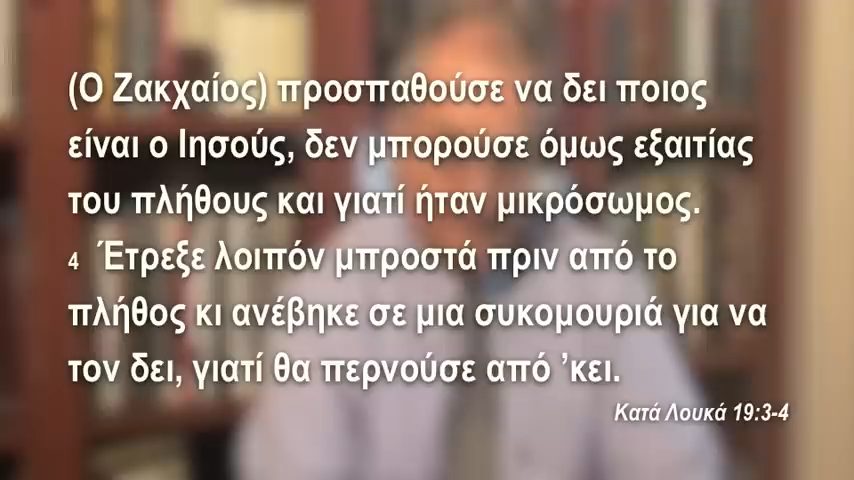 (Ο Ζακχαίος) προσπαθούσε να δει ποιος
είναι ο Ιησούς, δεν μπορούσε όμως εξαιτίας
του πλήθους και γιατί ήταν μικρόσωμος.
4 Έτρεξε λοιπόν μπροστά πριν από το
πλήθος κι ανέβηκε σε μια συκομουριά για να
τον δει, γιατί θα περνούσε από ’κει.
Κατά Λουκά 19:3-4